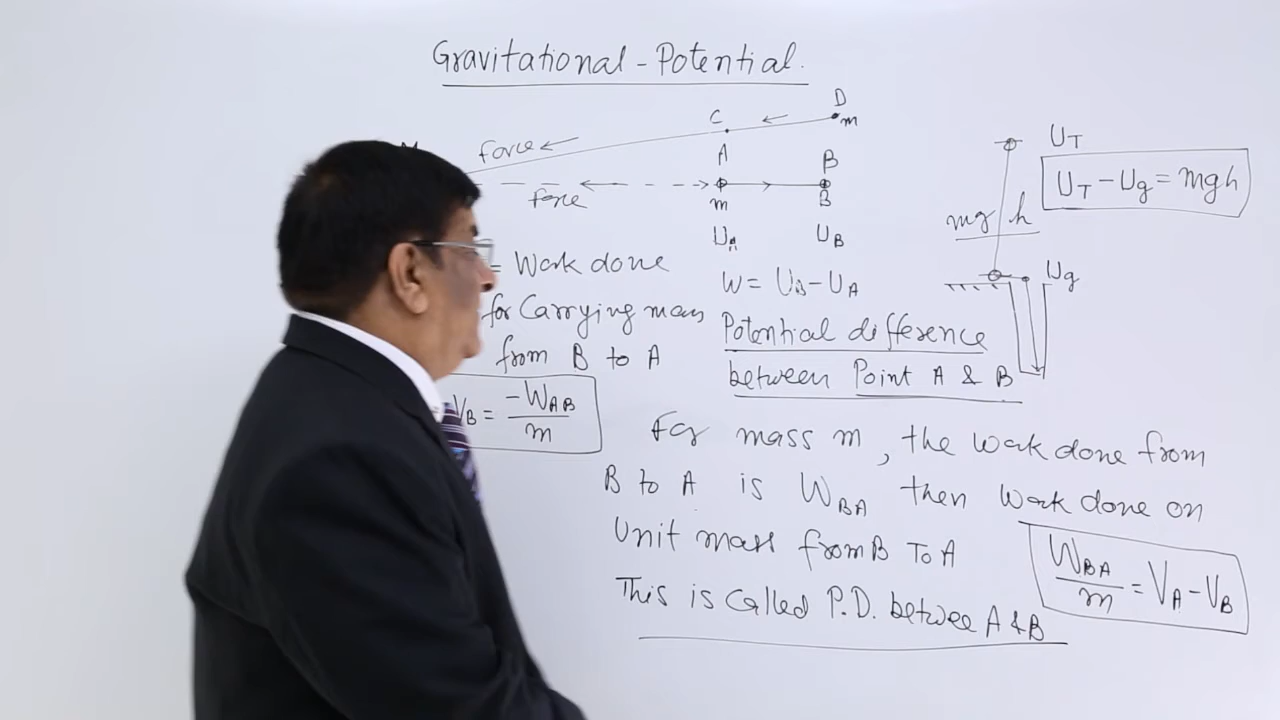 Gravitational - Potential.
D
C
m
Force
A
B
Force
m
B
U_A
U_B
U_T
U_T - U_g = mgh
mg h
U_g
= Work done
for Carrying mass
from B to A
V_B = -W_AB / m
W = U_B - U_A
Potential difference
between Point A & B
For mass m, the work done from
B to A is W_BA then work done on
Unit mass from B To A
W_BA / m = V_A - V_B
This is called P.D. betwee A & B